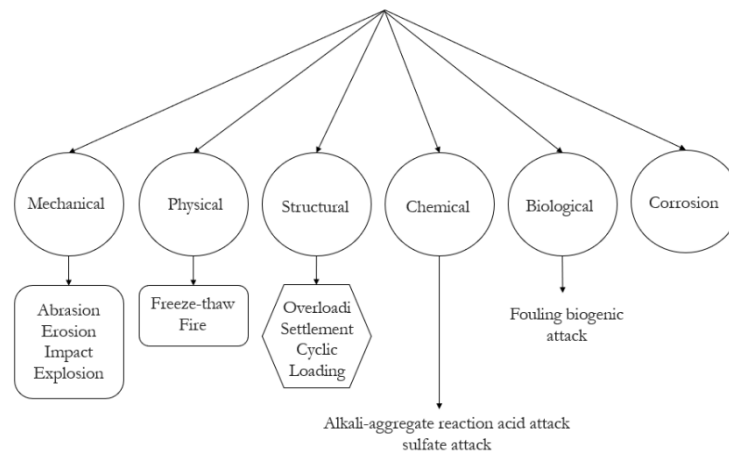 Mechanical
Physical
Structural
Chemical
Biological
Corrosion
Abrasion
Erosion
Impact
Explosion
Freeze-thaw
Fire
Overloadi
Settlement
Cyclic
Loading
Fouling biogenic
attack
Alkali-aggregate reaction acid attack
sulfate attack